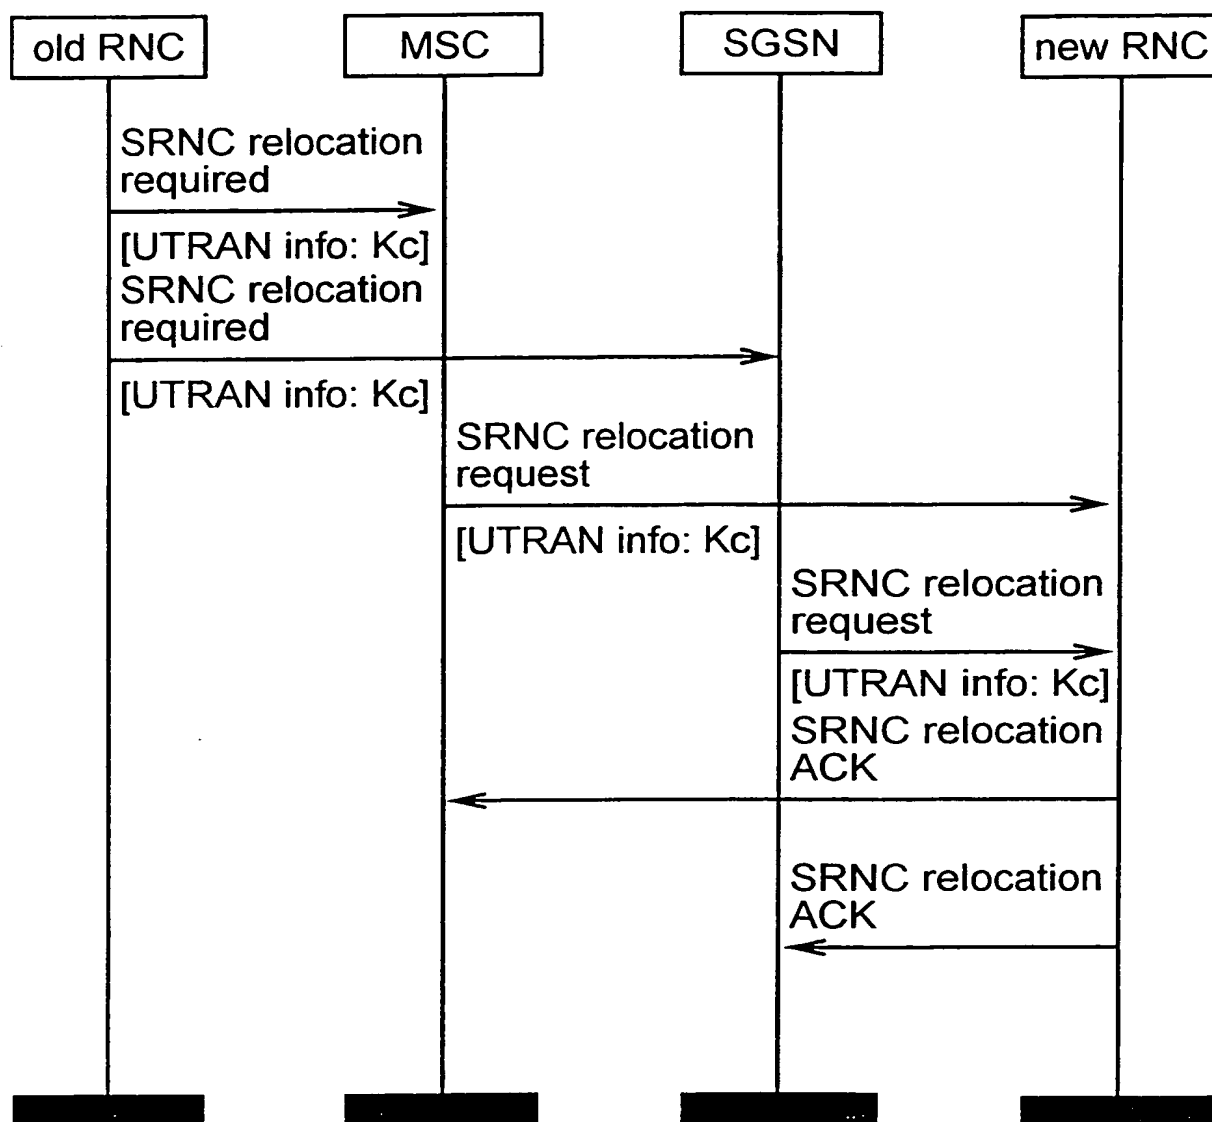 old RNC
MSC
SGSN
new RNC
SRNC relocation
required
[UTRAN info: Kc]
SRNC relocation
required
[UTRAN info: Kc]
SRNC relocation
request
[UTRAN info: Kc]
SRNC relocation
request
[UTRAN info: Kc]
SRNC relocation
ACK
SRNC relocation
ACK